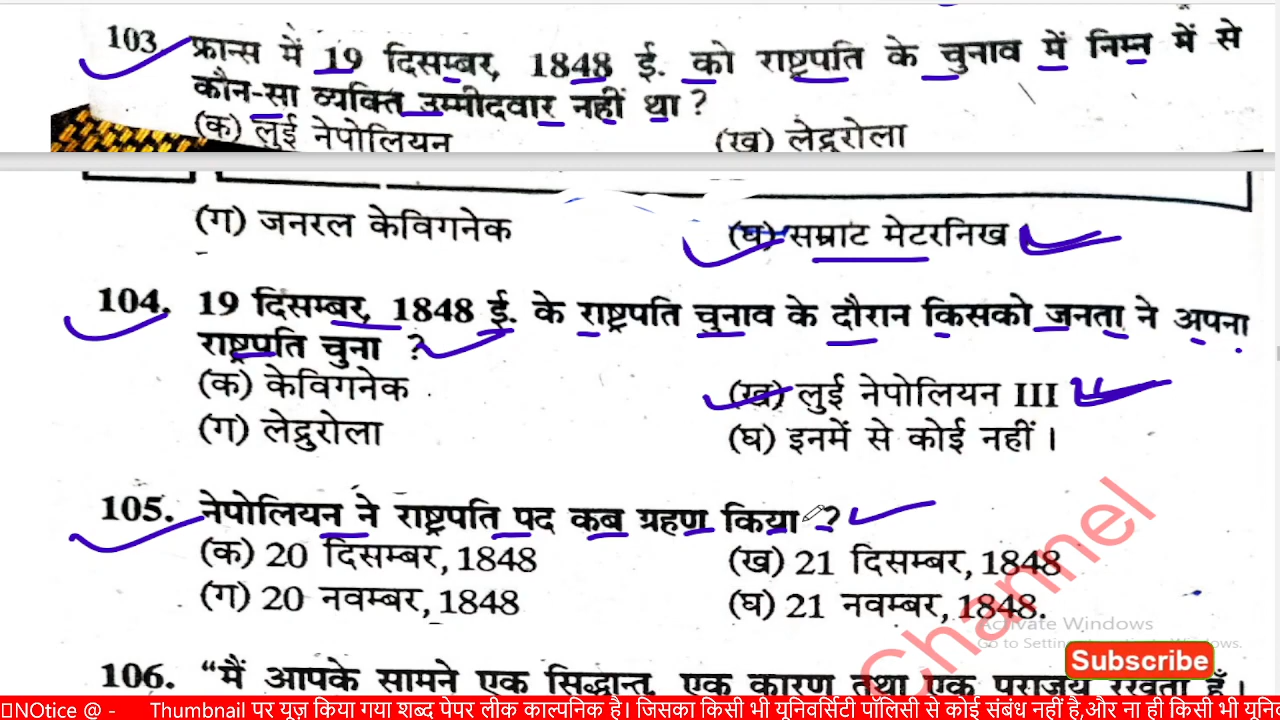 103. फ्रान्स में 19 दिसम्बर, 1848 ई. को राष्ट्रपति के चुनाव में निम्न में से
कौन-सा व्यक्ति उम्मीदवार नहीं था ?
(क) लुई नेपोलियन (ख) लेद्रुरोला
(ग) जनरल केविगनेक (घ) सम्राट मेटरनिख
104. 19 दिसम्बर, 1848 ई. के राष्ट्रपति चुनाव के दौरान किसको जनता ने अपना
राष्ट्रपति चुना ?
(क) केविगनेक (ख) लुई नेपोलियन III
(ग) लेद्रुरोला (घ) इनमें से कोई नहीं ।
105. नेपोलियन ने राष्ट्रपति पद कब ग्रहण किया ?
(क) 20 दिसम्बर, 1848 (ख) 21 दिसम्बर, 1848
(ग) 20 नवम्बर, 1848 (घ) 21 नवम्बर, 1848.
Channel
Activate Windows
Go to Settings to activate Windows.
Subscribe
106. “मैं आपके सामने एक सिद्धान्त, एक कारण तथा एक पराजय रखता हूँ ।
NOtice @ - Thumbnail पर यूज़ किया गया शब्द पेपर लीक काल्पनिक है। जिसका किसी भी यूनिवर्सिटी पॉलिसी से कोई संबंध नहीं है,और ना ही किसी भी